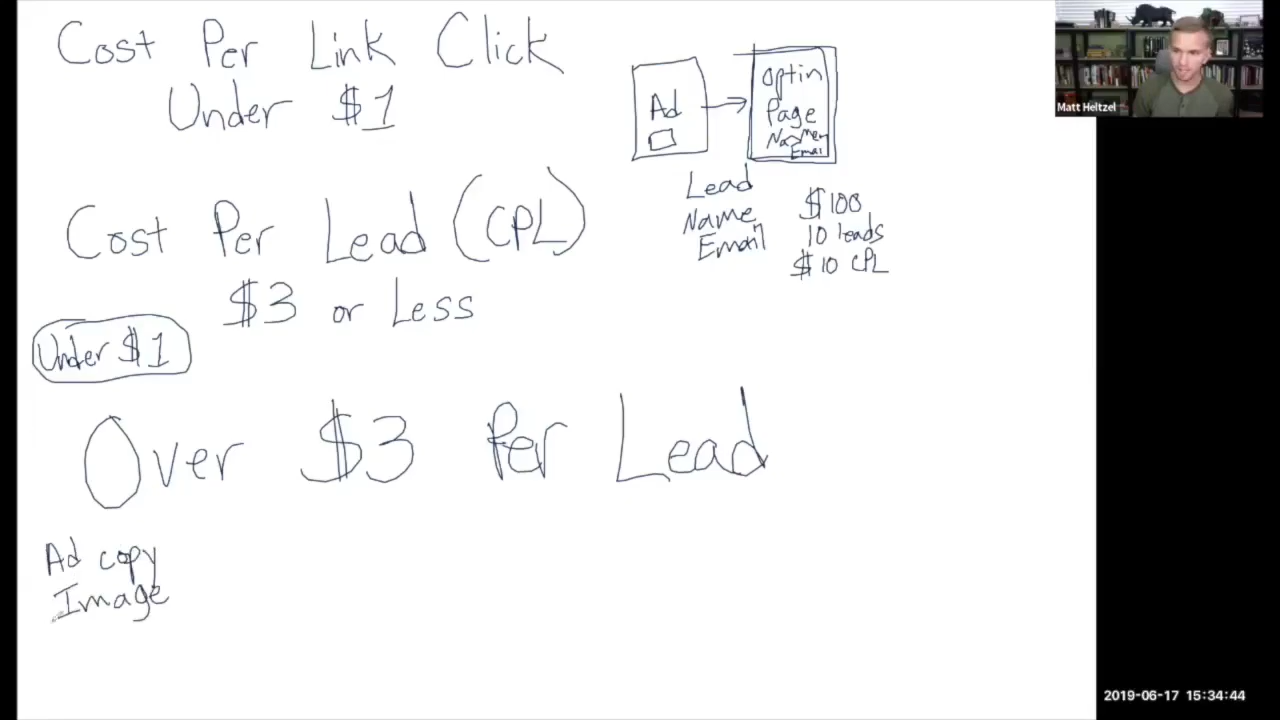 Cost Per Link Click
Under $1
Ad
Optin
Page
Name
Email
Lead
Name
Email
$100
10 leads
$10 CPL
Cost Per Lead (CPL)
$3 or Less
Under $1
Over $3 Per Lead
Ad copy
Image
Matt Heltzel
2019-06-17 15:34:44